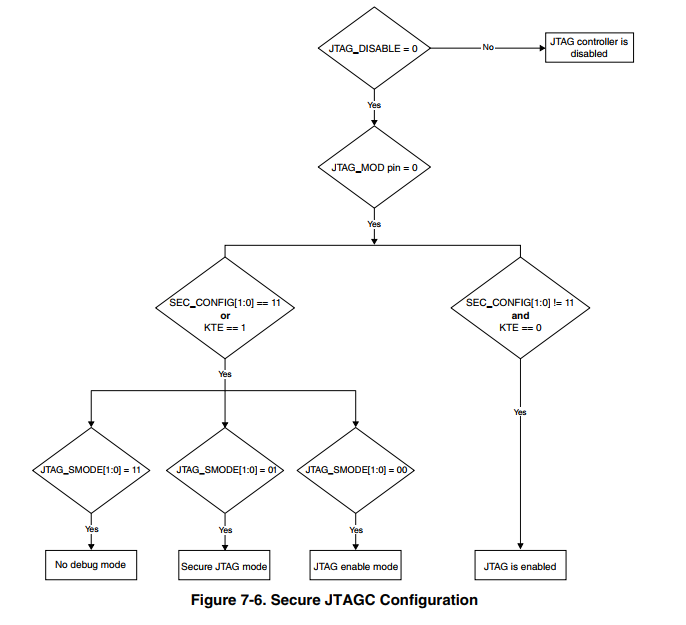 JTAG_DISABLE = 0
No
JTAG controller is
disabled
Yes
JTAG_MOD pin = 0
Yes
SEC_CONFIG[1:0] == 11
or
KTE == 1
SEC_CONFIG[1:0] != 11
and
KTE == 0
Yes
Yes
JTAG_SMODE[1:0] = 11
JTAG_SMODE[1:0] = 01
JTAG_SMODE[1:0] = 00
Yes
Yes
Yes
No debug mode
Secure JTAG mode
JTAG enable mode
JTAG is enabled
Figure 7-6. Secure JTAGC Configuration